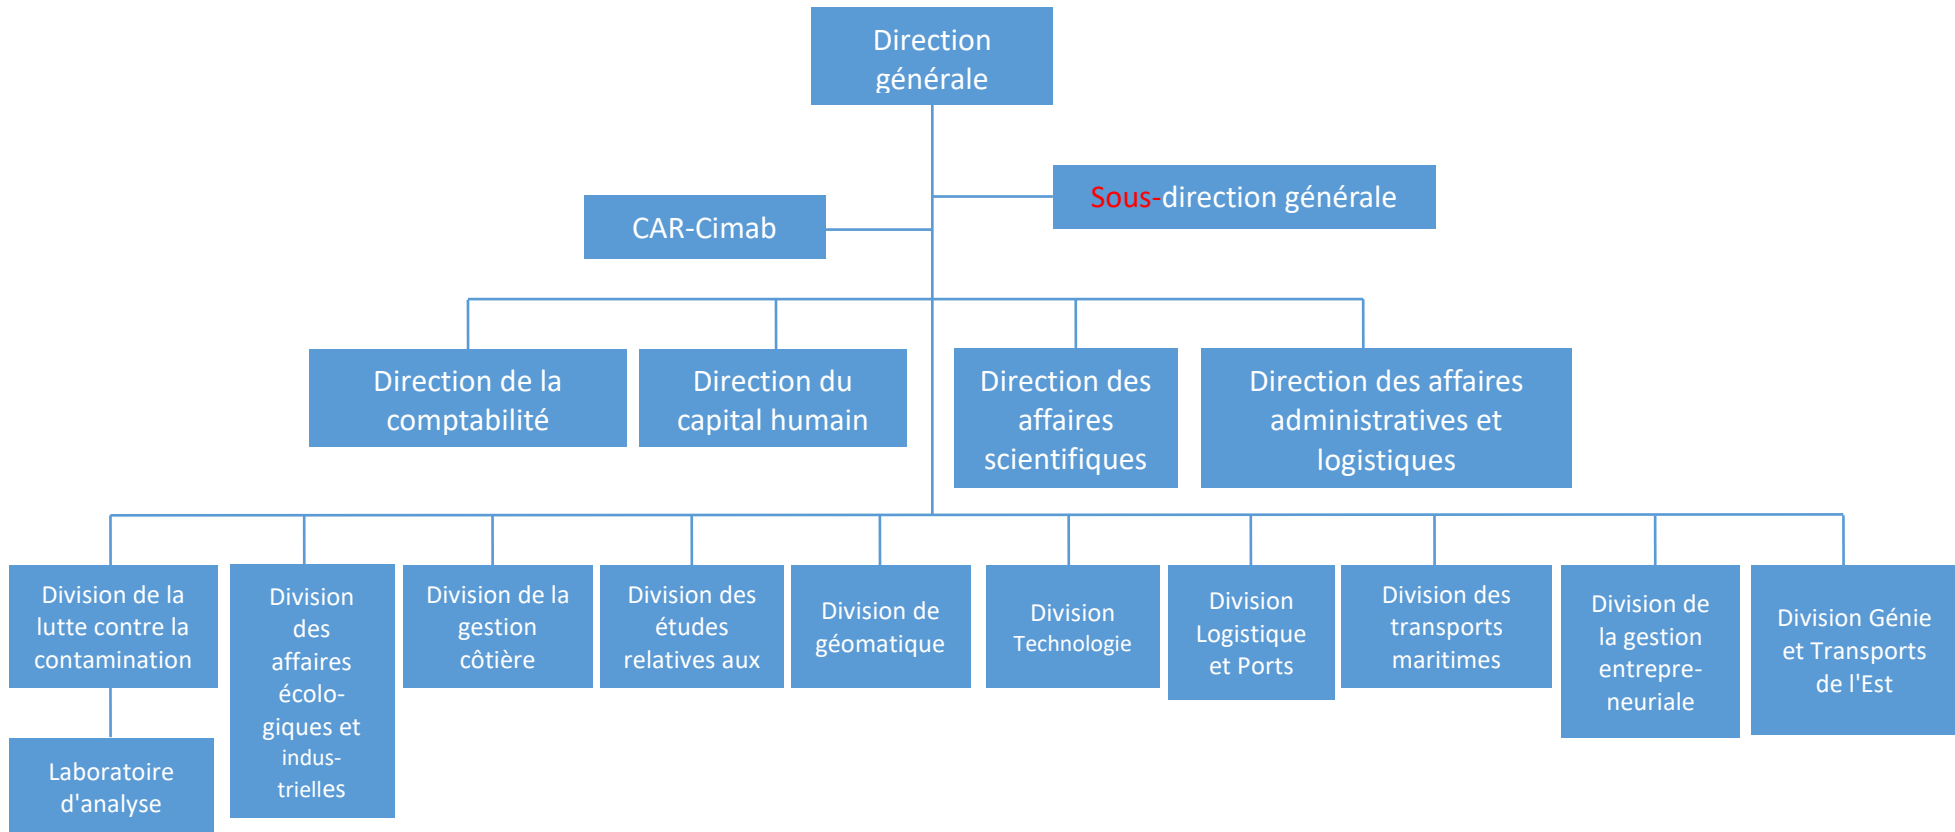 Direction
générale
Sous-direction générale
CAR-Cimab
Direction de la
comptabilité
Direction du
capital humain
Direction des
affaires
scientifiques
Direction des affaires
administratives et
logistiques
Division de la
lutte contre la
contamination
Division
des
affaires
écolo-
giques et
indus-
trielles
Division de la
gestion
côtière
Division des
études
relatives aux
Division de
géomatique
Division
Technologie
Division
Logistique
et Ports
Division des
transports
maritimes
Division de
la gestion
entrepre-
neuriale
Division Génie
et Transports
de l'Est
Laboratoire
d'analyse